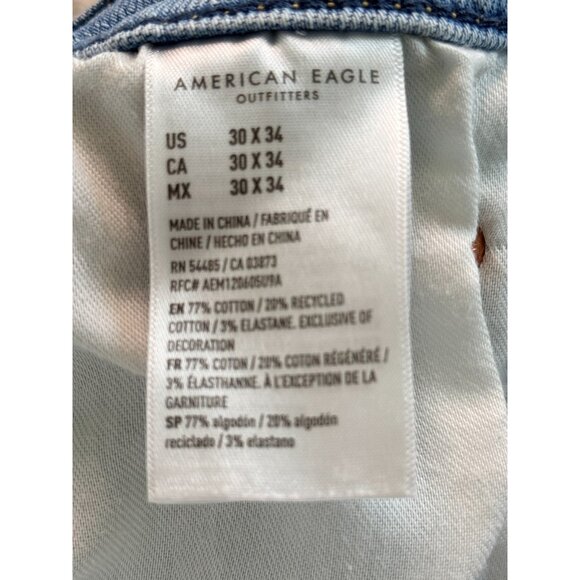 AMERICAN EAGLE
OUTFITTERS
US 30 X 34
CA 30 X 34
MX 30 X 34
MADE IN CHINA / FABRIQUÉ EN
CHINE / HECHO EN CHINA
RN 54485 / CA 03873
RFC# AEM120605U9A
EN 77% COTTON / 20% RECYCLED
COTTON / 3% ELASTANE. EXCLUSIVE OF
DECORATION
FR 77% COTON / 20% COTON RÉGÉNÉRÉ /
3% ÉLASTHANNE. À L'EXCEPTION DE LA
GARNITURE
SP 77% algodón / 20% algodón
reciclado / 3% elastano